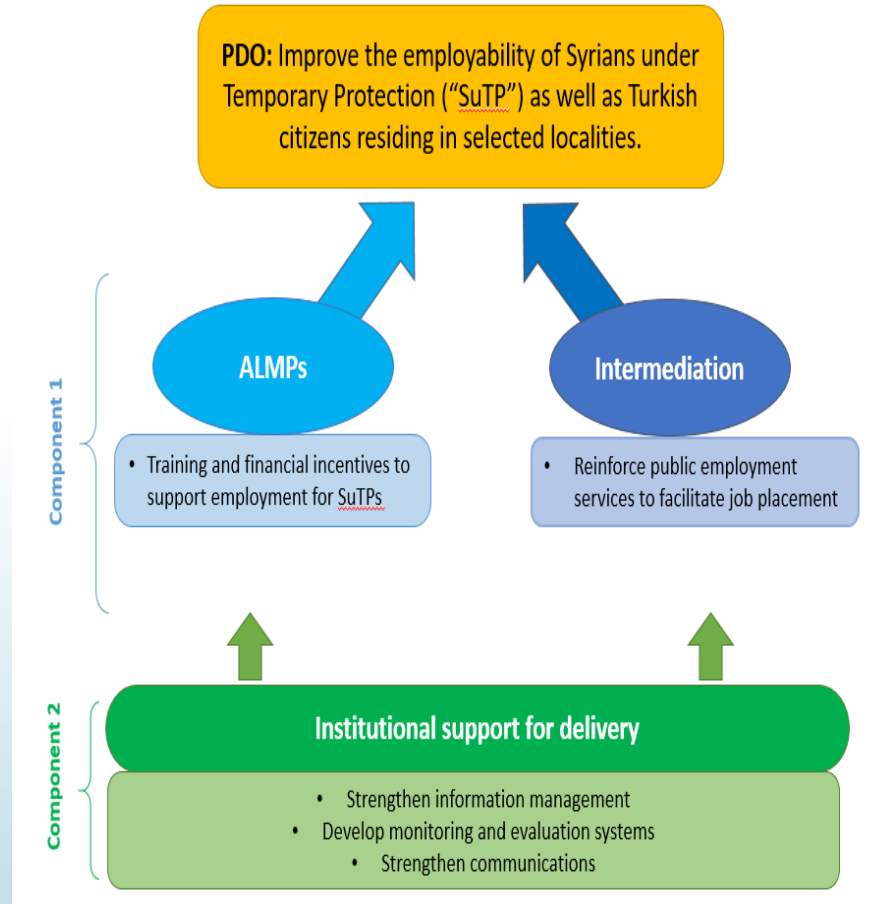 PDO: Improve the employability of Syrians under
Temporary Protection (“SuTP”) as well as Turkish
citizens residing in selected localities.
Component 1
ALMPs
• Training and financial incentives to
support employment for SuTPs
Intermediation
• Reinforce public employment
services to facilitate job placement
Component 2
Institutional support for delivery
• Strengthen information management
• Develop monitoring and evaluation systems
• Strengthen communications